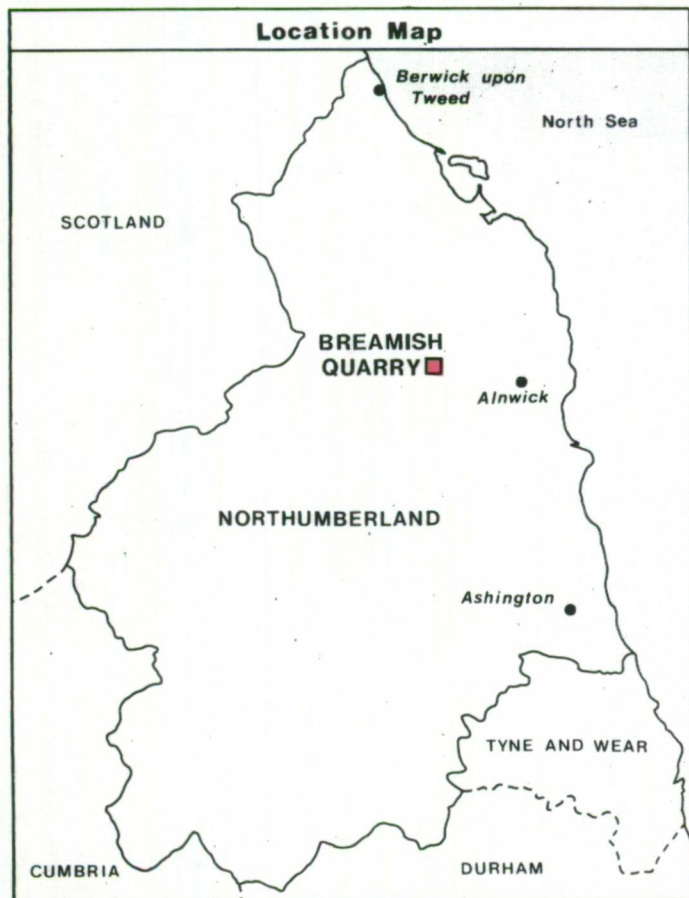 Location Map
Berwick upon
Tweed
North Sea
SCOTLAND
BREAMISH
QUARRY
Alnwick
NORTHUMBERLAND
Ashington
TYNE AND WEAR
CUMBRIA
DURHAM